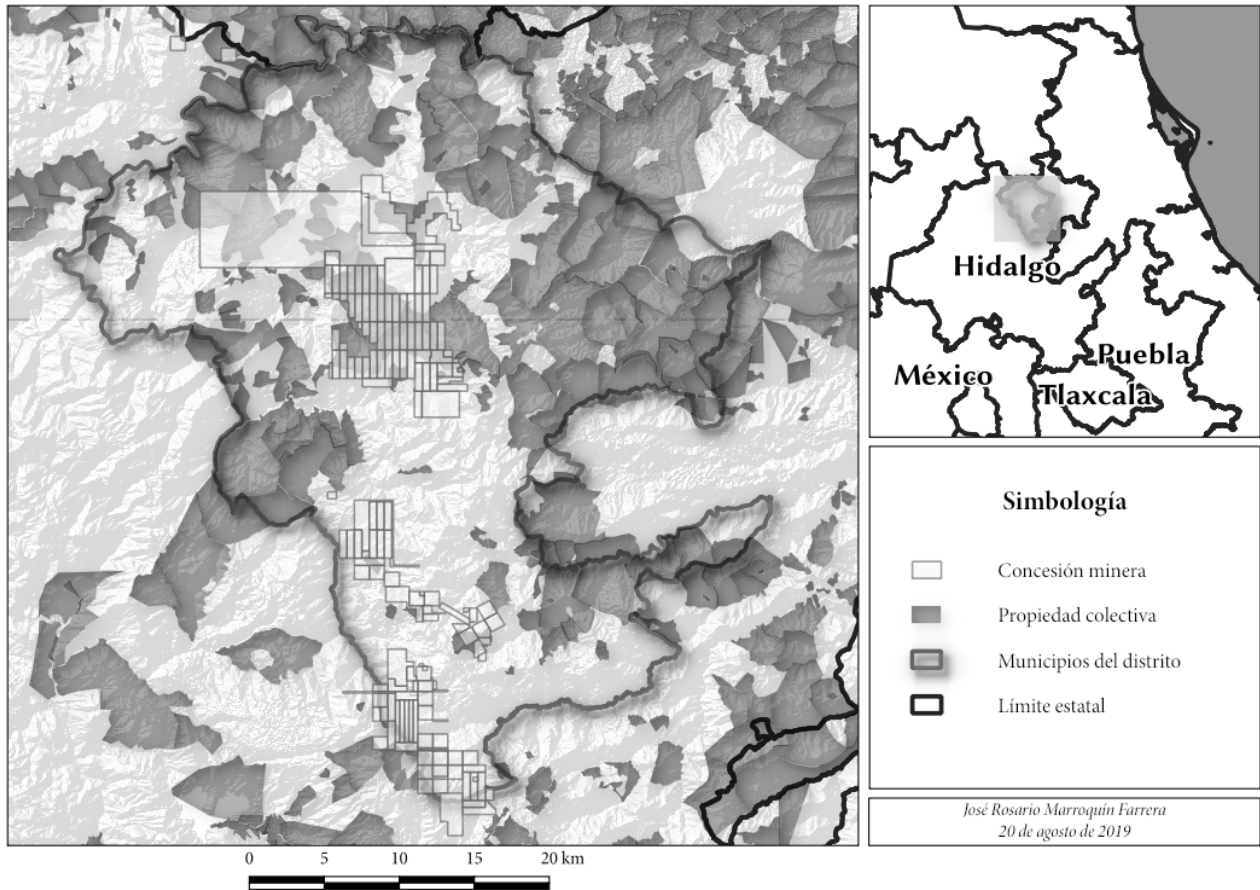 Hidalgo
México
Puebla
Tlaxcala
Simbología
Concesión minera
Propiedad colectiva
Municipios del distrito
Límite estatal
José Rosario Marroquín Farrera
20 de agosto de 2019
0 5 10 15 20 km